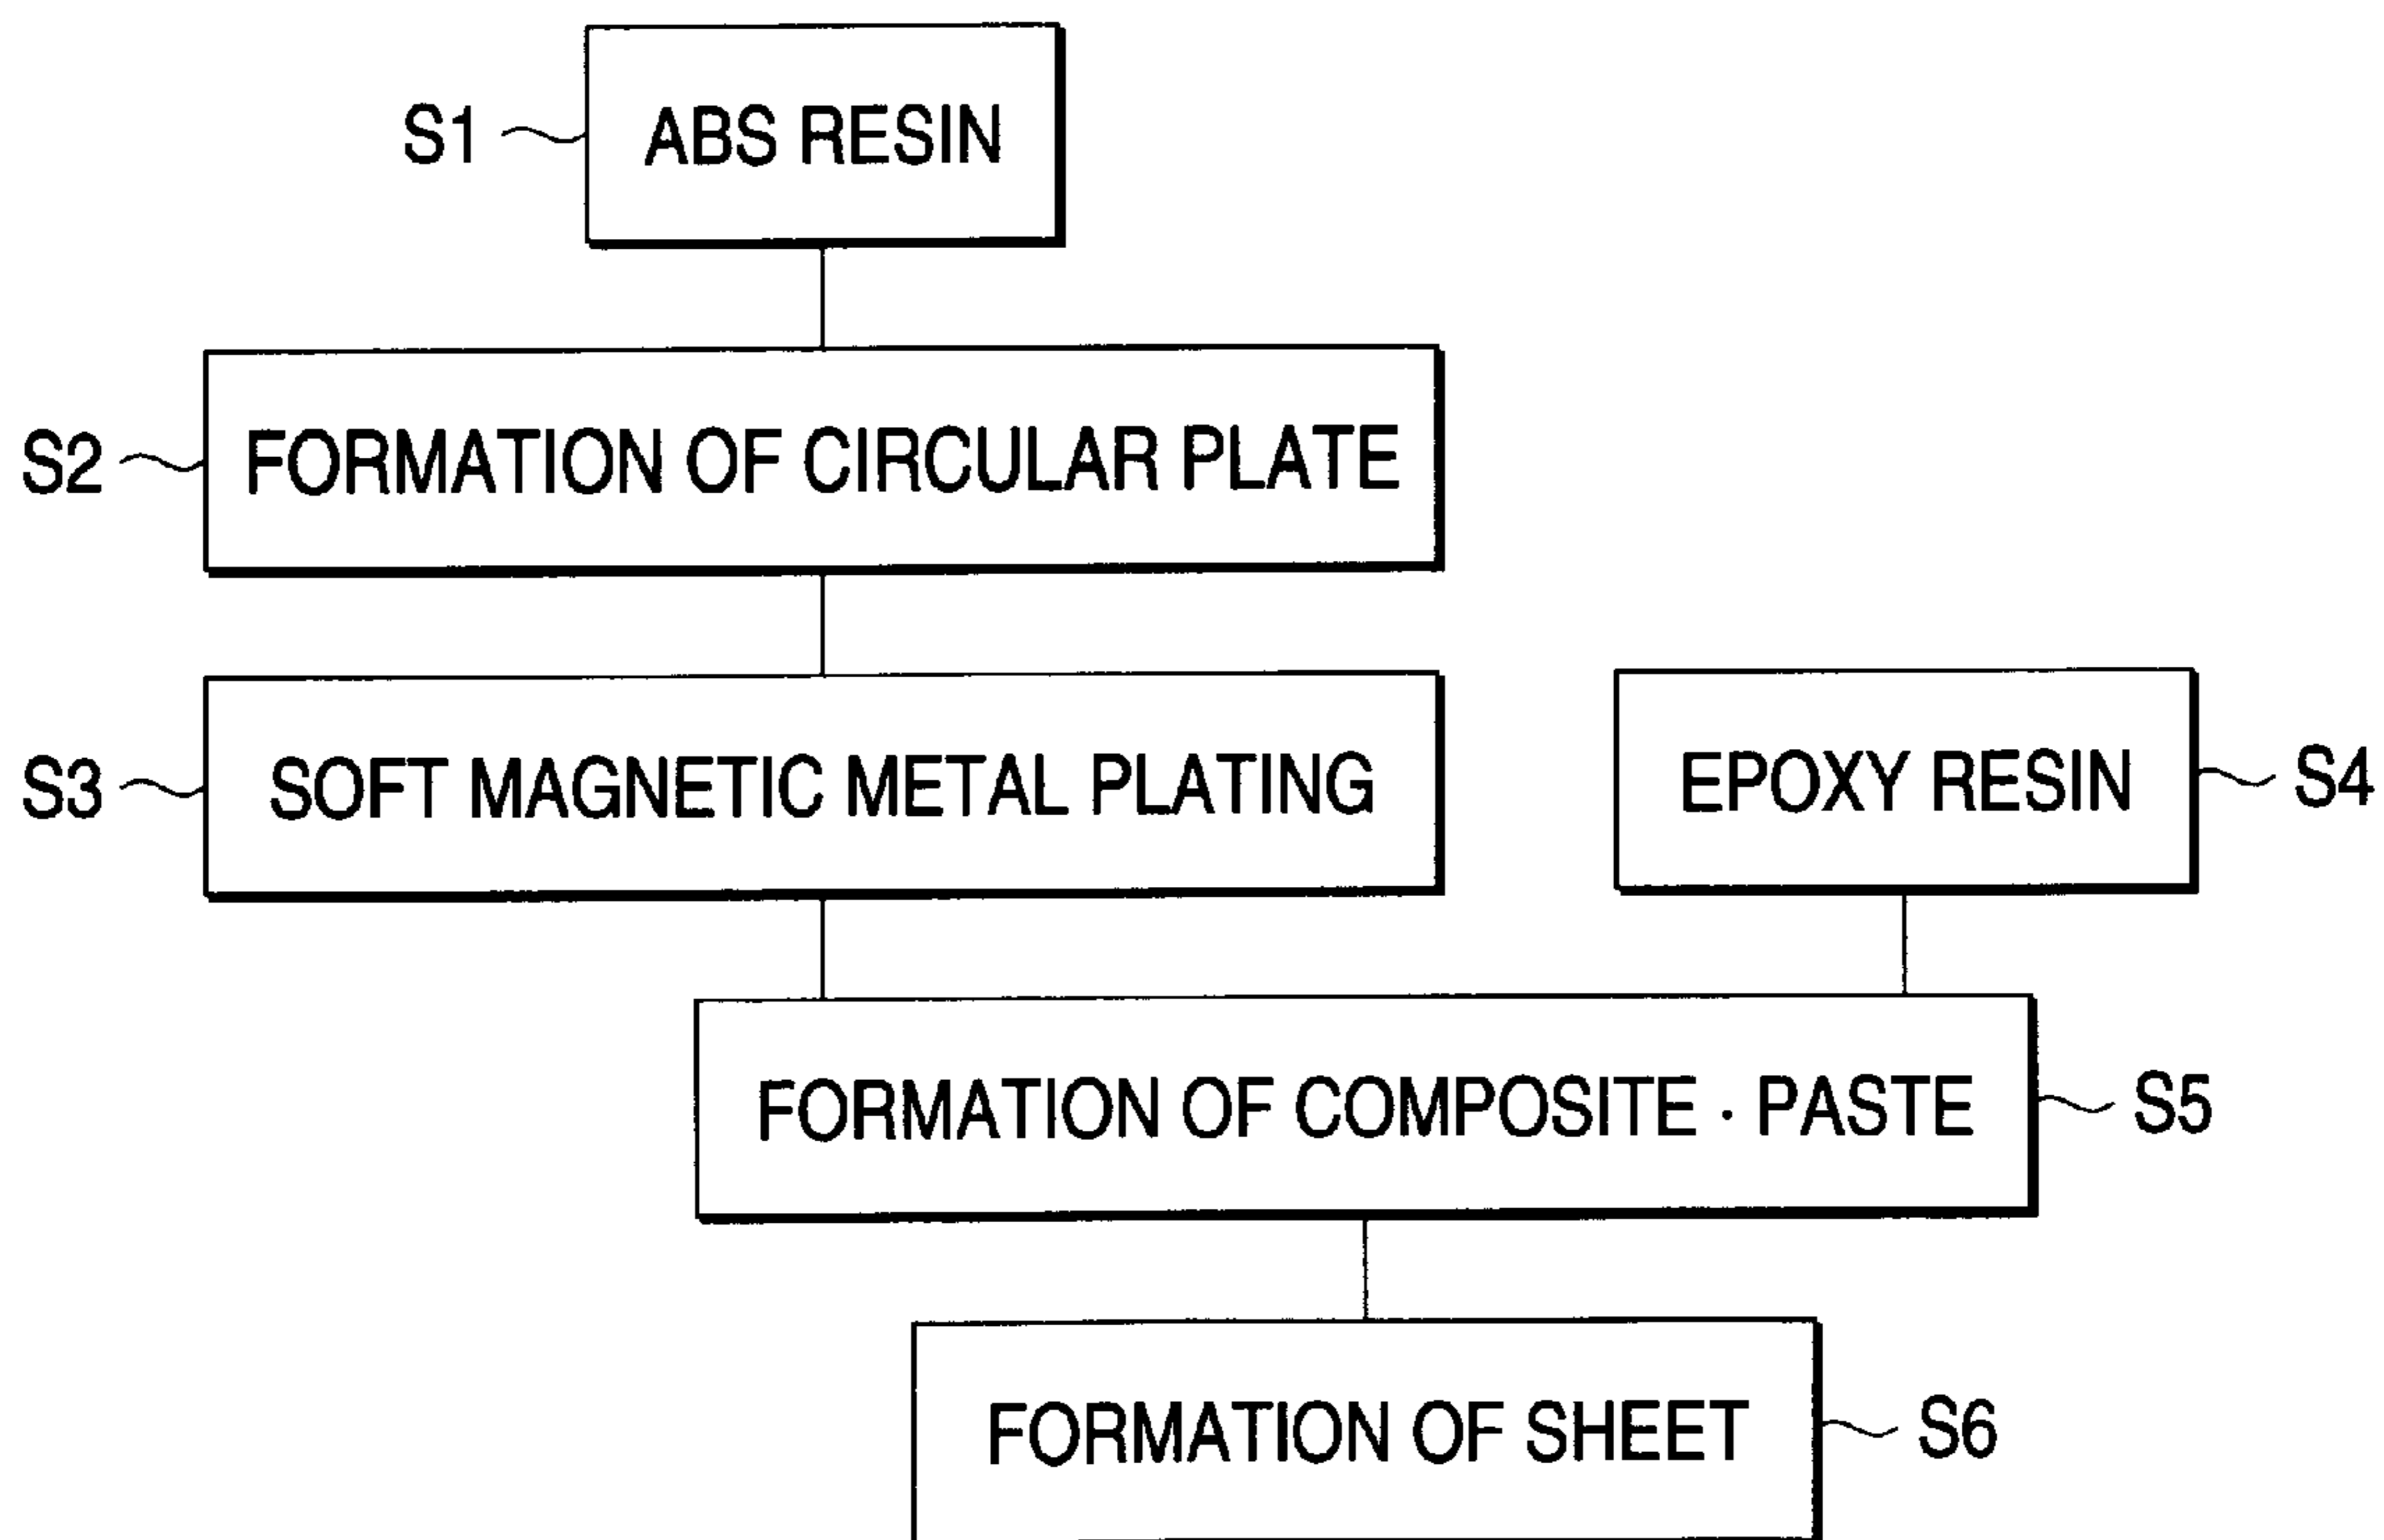 S1 ABS RESIN
S2 FORMATION OF CIRCULAR PLATE
S3 SOFT MAGNETIC METAL PLATING
EPOXY RESIN S4
FORMATION OF COMPOSITE · PASTE S5
FORMATION OF SHEET S6